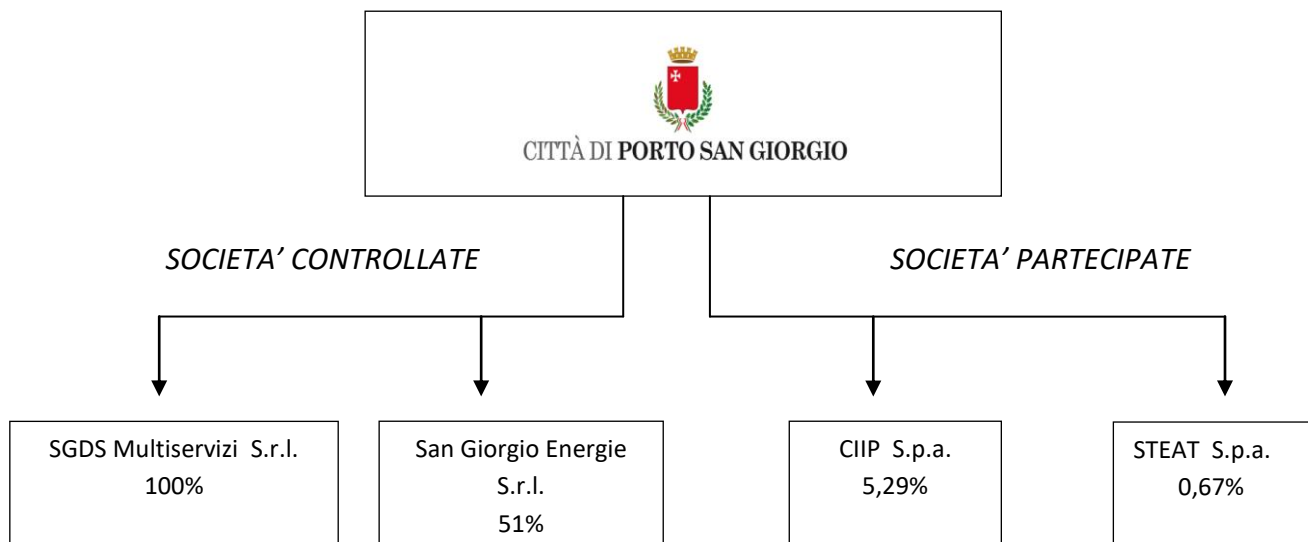 CITTÀ DI PORTO SAN GIORGIO
SOCIETA’ CONTROLLATE
SOCIETA’ PARTECIPATE
SGDS Multiservizi S.r.l.
100%
San Giorgio Energie
S.r.l.
51%
CIIP S.p.a.
5,29%
STEAT S.p.a.
0,67%